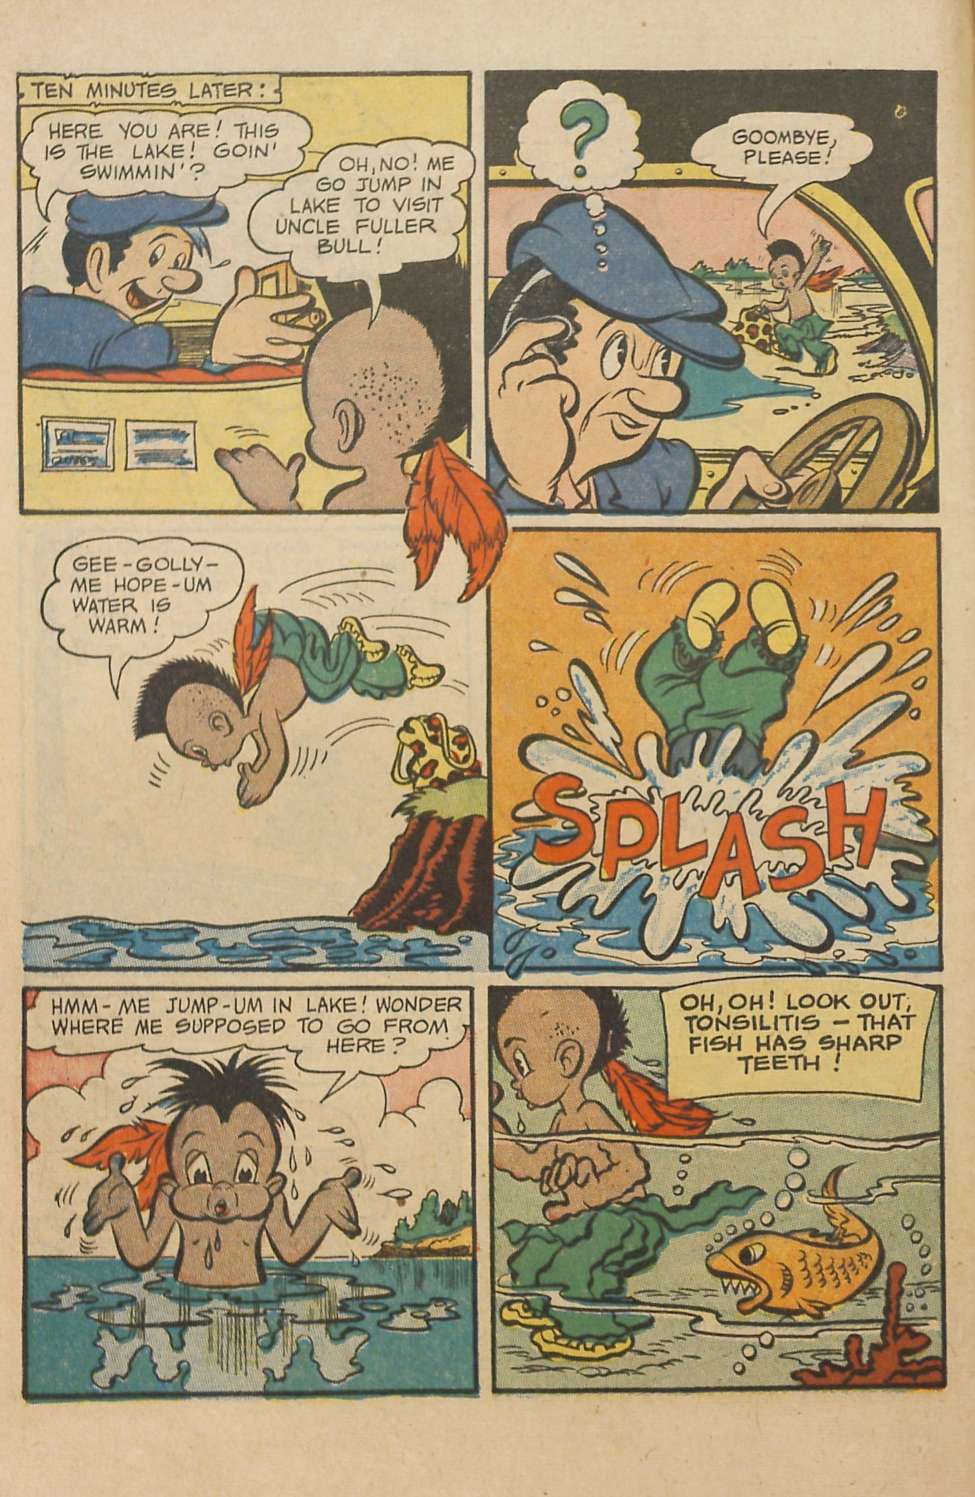 TEN MINUTES LATER:
HERE YOU ARE! THIS
IS THE LAKE! GOIN'
SWIMMIN'?
OH, NO! ME
GO JUMP IN
LAKE TO VISIT
UNCLE FULLER
BULL!
?
GOOMBYE,
PLEASE!
GEE-GOLLY-
ME HOPE-UM
WATER IS
WARM!
SPLASH
HMM- ME JUMP-UM IN LAKE! WONDER
WHERE ME SUPPOSED TO GO FROM
HERE?
OH, OH! LOOK OUT,
TONSILITIS - THAT
FISH HAS SHARP
TEETH!